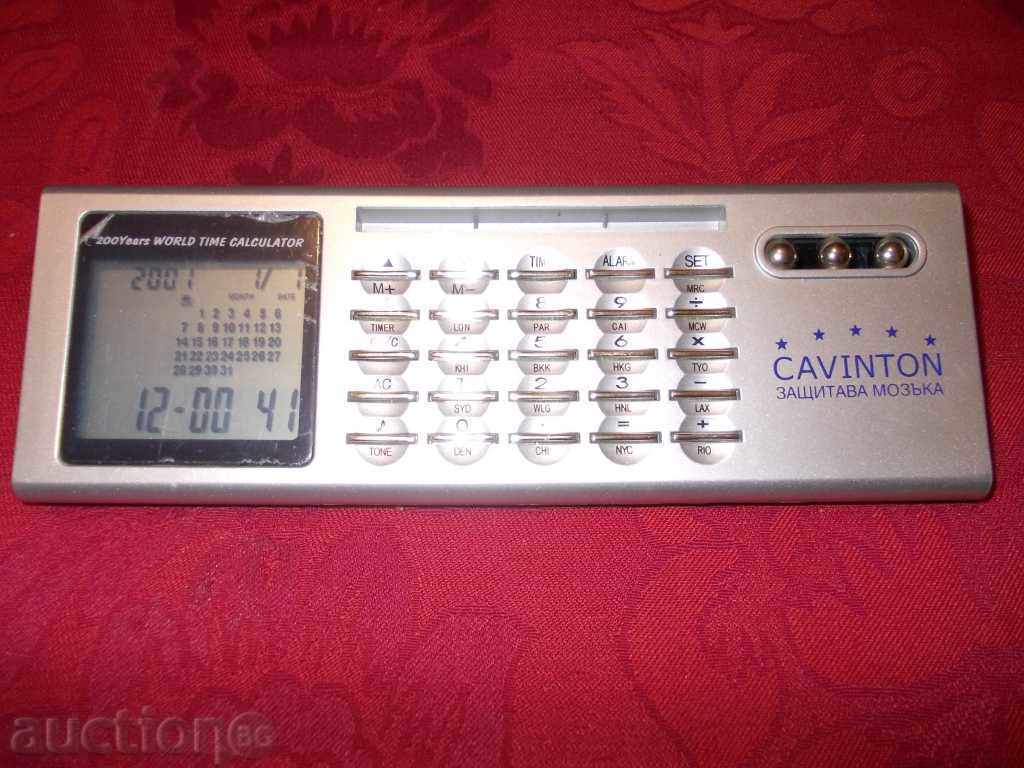 200Years WORLD TIME CALCULATOR
2001 1/ 1
MONTH DATE
1 2 3 4 5 6
7 8 9 10 11 12 13
14 15 16 17 18 19 20
21 22 23 24 25 26 27
28 29 30 31
12-00 41
▲ TIM ALARM SET
M+ M- MRC
8 9 ÷
TIMER LON PAR CAI MCW
5 6 ×
KHI BKK HKG TYO
AC 2 3 −
SYD WLG HNL LAX
♪ 0 . = +
TONE DEN CHI NYC RIO
CAVINTON
ЗАЩИТАВА МОЗЪКА
auctionBG